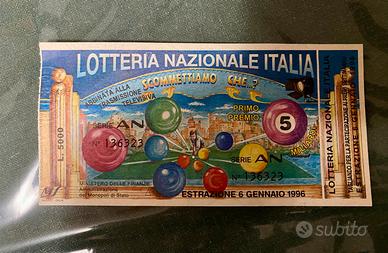 LOTTERIA NAZIONALE ITALIA
ABBINATA ALLA
TRASMISSIONE
TELEVISIVA
SCOMMETTIAMO CHE..?
PRIMO
PREMIO
5
MILIARDI
SERIE AN
N° 136323
SERIE AN
N° 136323
L. 5000
MINISTERO DELLE FINANZE
Amministrazione
dei Monopoli di Stato
ESTRAZIONE 6 GENNAIO 1996
LOTTERIA NAZIONALE ITALIA
subito